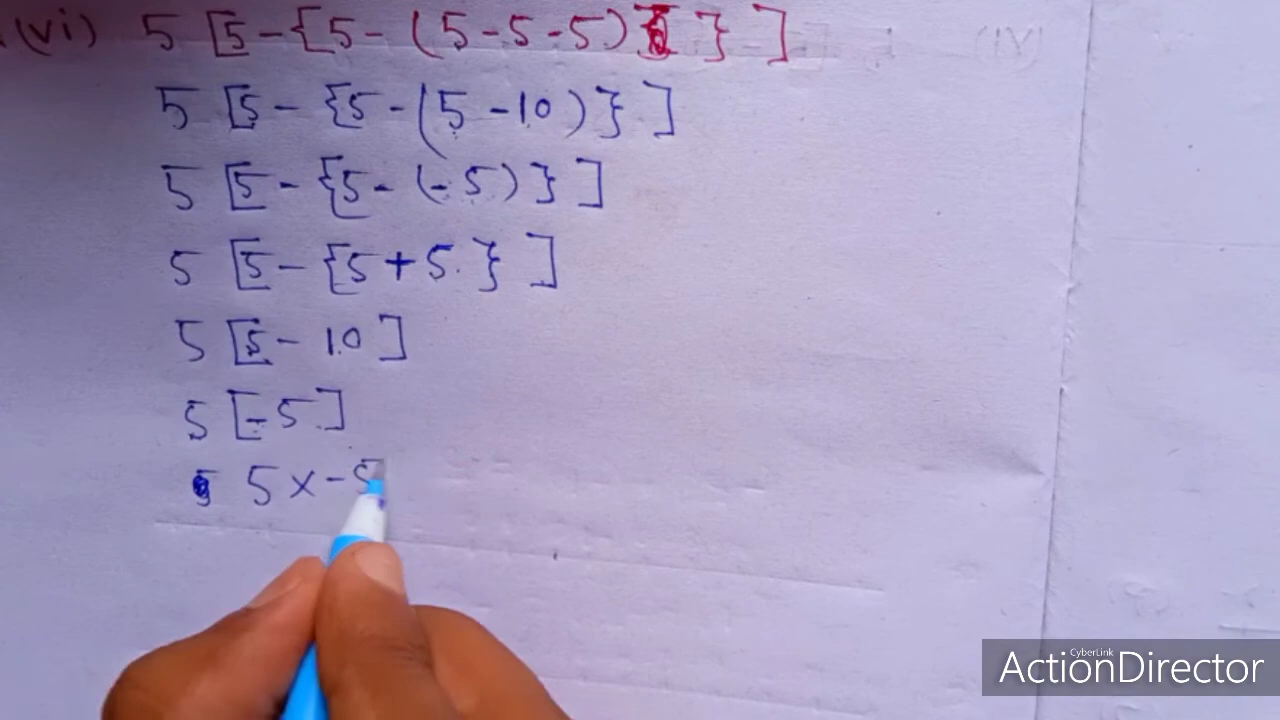 (vi) 5 [5-{5-(5-5-5)}]
5 [5-{5-(5-10)}]
5 [5-{5-(-5)}]
5 [5-{5+5}]
5 [5-10]
5 [-5]
5×-5
CyberLink
ActionDirector